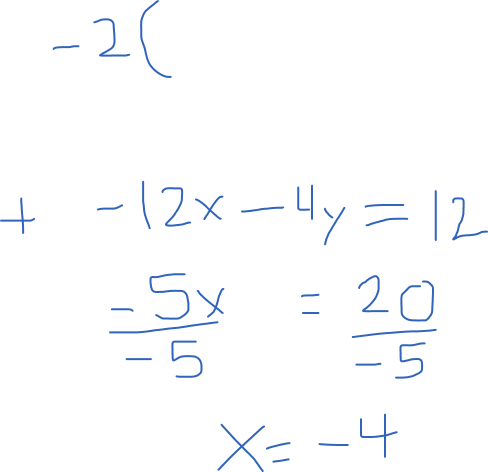 -2(
+ -12x - 4y = 12
-5x = 20
-5 -5
x = -4